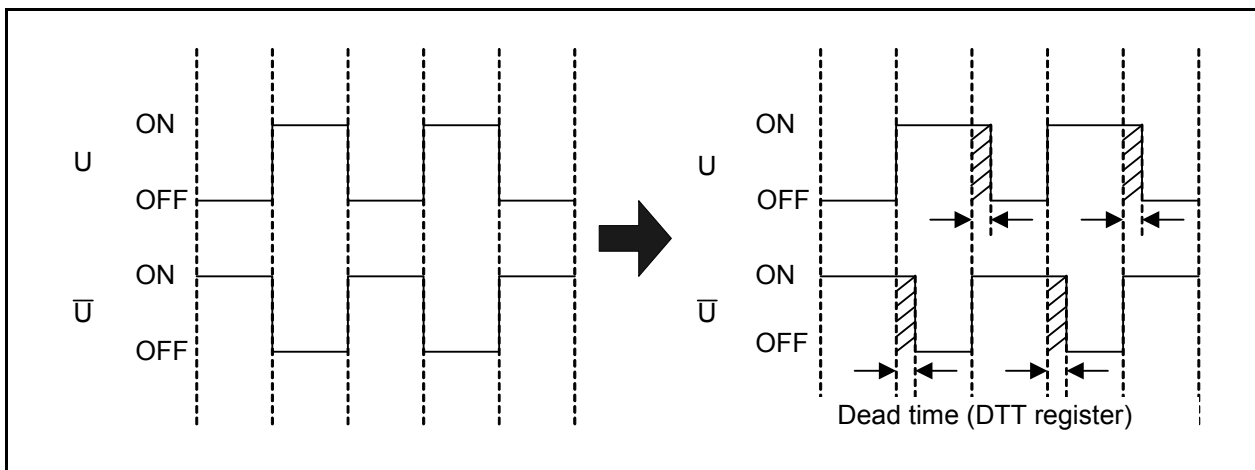 ON
U
OFF
ON
U̅
OFF
ON
U
OFF
ON
U̅
OFF
Dead time (DTT register)